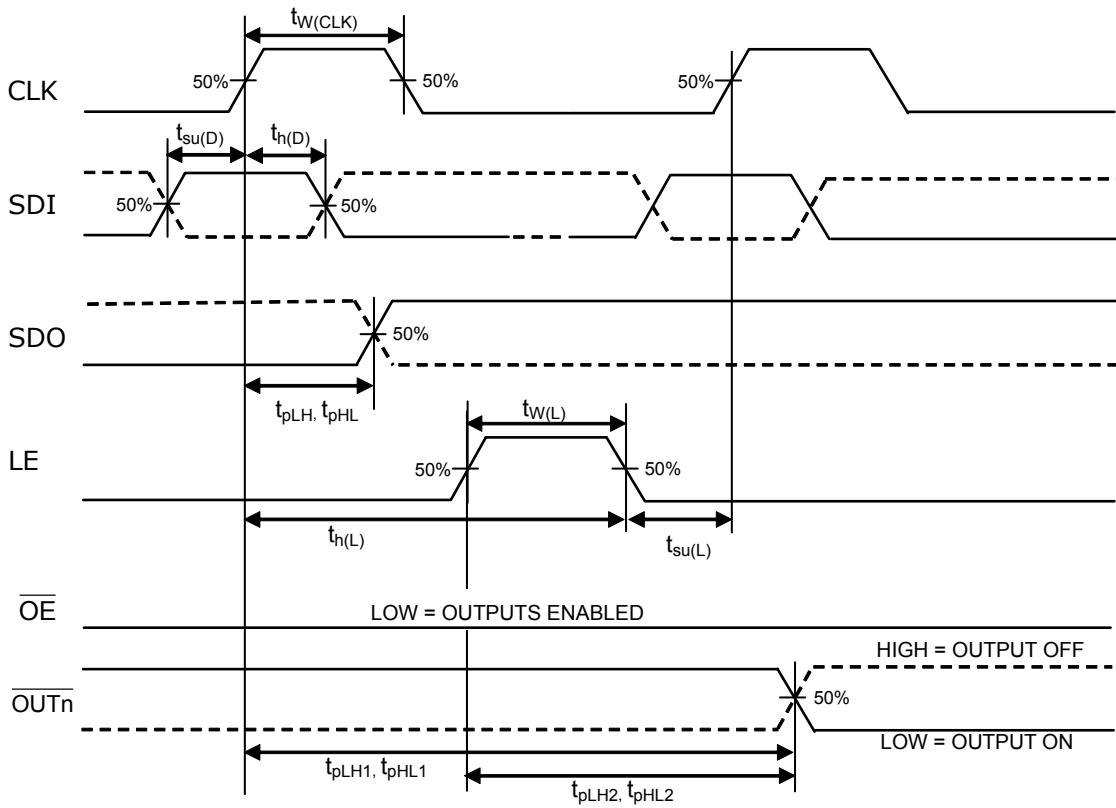 tW(CLK)
CLK
50%
50%
50%
tsu(D)
th(D)
SDI
50%
50%
SDO
50%
tpLH, tpHL
tW(L)
LE
50%
50%
th(L)
tsu(L)
OE
LOW = OUTPUTS ENABLED
HIGH = OUTPUT OFF
OUTn
50%
LOW = OUTPUT ON
tpLH1, tpHL1
tpLH2, tpHL2